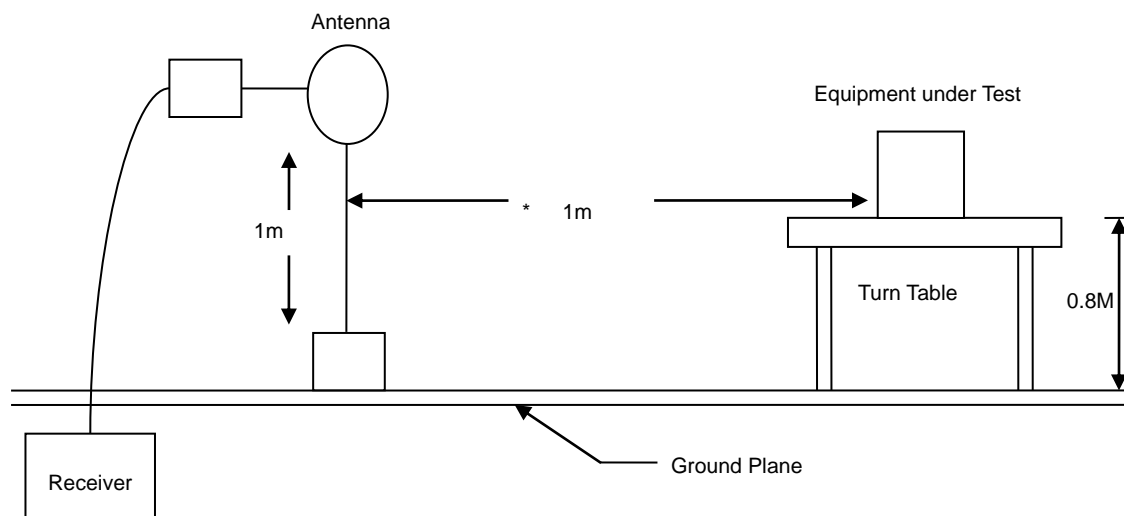 Antenna
Equipment under Test
* 1m
1m
Turn Table
0.8M
Ground Plane
Receiver